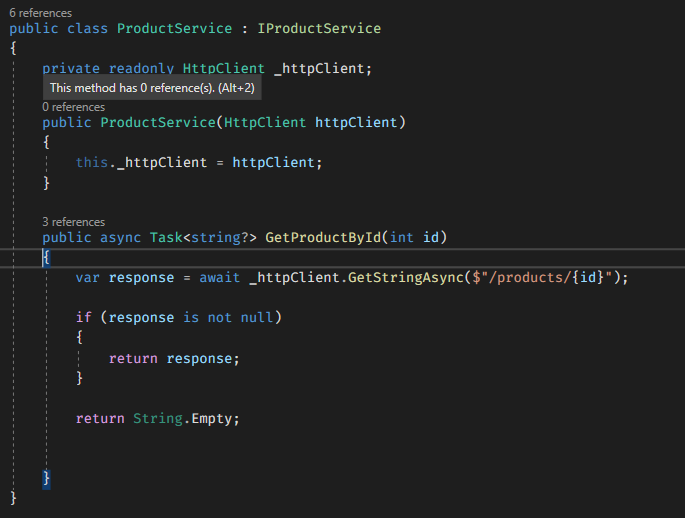 6 references
public class ProductService : IProductService
{
private readonly HttpClient _httpClient;
This method has 0 reference(s). (Alt+2)
0 references
public ProductService(HttpClient httpClient)
{
this._httpClient = httpClient;
}
3 references
public async Task<string?> GetProductById(int id)
{
var response = await _httpClient.GetStringAsync($"/products/{id}");
if (response is not null)
{
return response;
}
return String.Empty;
}
}